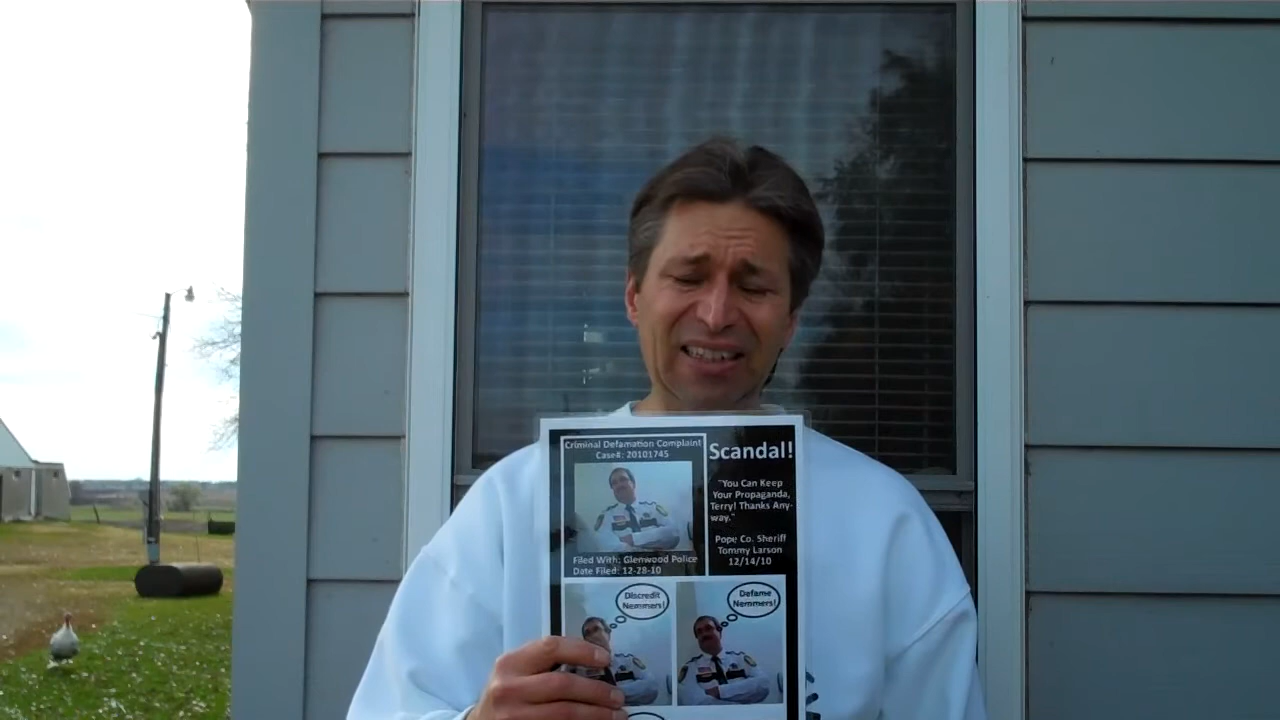 Criminal Defamation Complaint
Case#: 20101745
Filed With: Glenwood Police
Date Filed: 12-28-10
Scandal!
"You Can Keep
Your Propaganda,
Terry! Thanks Any-
way."
Pope Co. Sheriff
Tommy Larson
12/14/10
Discredit
Nemmers!
Defame
Nemmers!